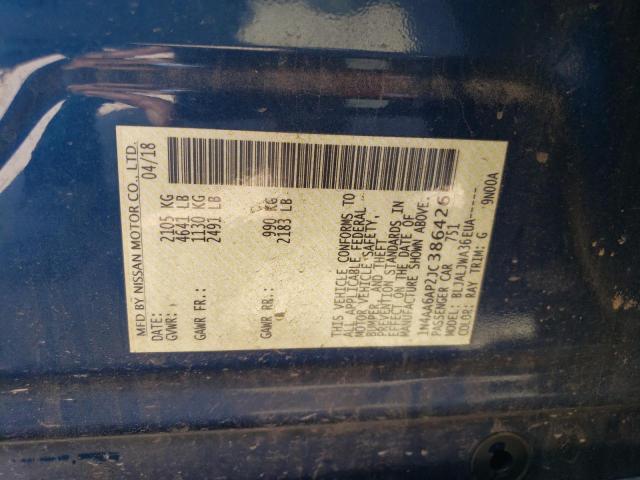 MFD BY NISSAN MOTOR CO., LTD.
DATE: 04/18
GVWR: 2105 KG
4641 LB
GAWR FR: 1130 KG
2491 LB
GAWR RR: 990 KG
2183 LB
THIS VEHICLE CONFORMS TO
ALL APPLICABLE FEDERAL
MOTOR VEHICLE SAFETY,
BUMPER, AND THEFT
PREVENTION STANDARDS IN
EFFECT ON THE DATE OF
MANUFACTURE SHOWN ABOVE.
1N4AA6AP2JC386426
PASSENGER CAR 751
MODEL: BLJALJWA36EUA-----
COLOR: RAY TRIM: G 9N00A